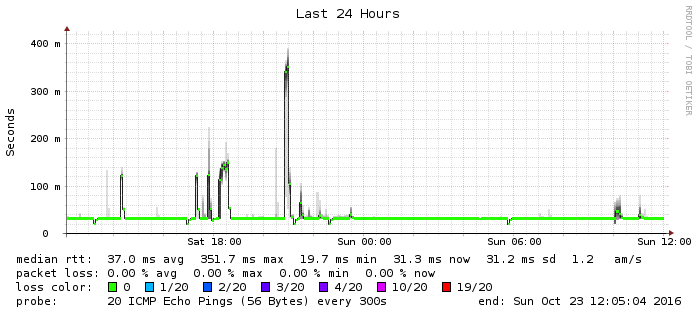 Last 24 Hours
RRDTOOL / TOBI OETIKER
Seconds
400 m
300 m
200 m
100 m
0
Sat 18:00 Sun 00:00 Sun 06:00 Sun 12:00
median rtt: 37.0 ms avg 351.7 ms max 19.7 ms min 31.3 ms now 31.2 ms sd 1.2 am/s
packet loss: 0.00 % avg 0.00 % max 0.00 % min 0.00 % now
loss color: 0 1/20 2/20 3/20 4/20 10/20 19/20
probe: 20 ICMP Echo Pings (56 Bytes) every 300s end: Sun Oct 23 12:05:04 2016